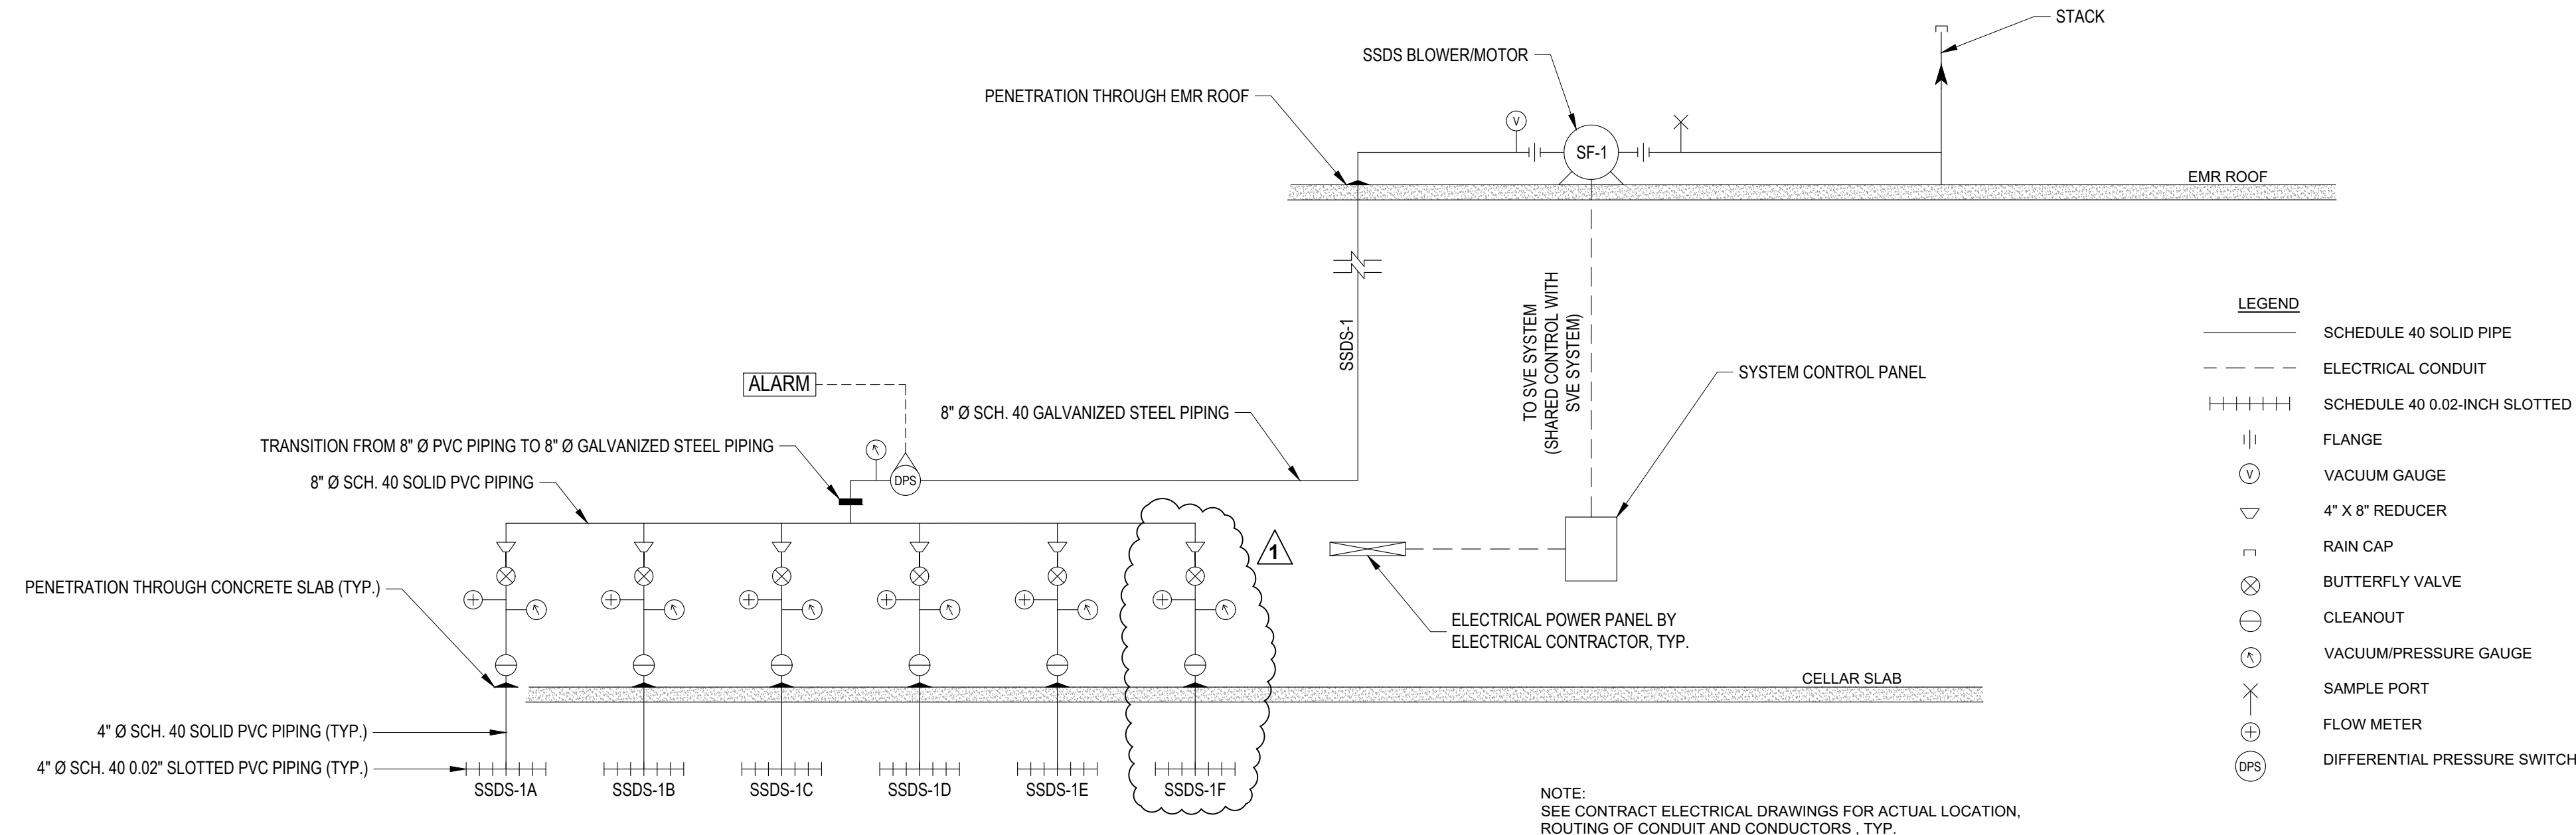 STACK
SSDS BLOWER/MOTOR
PENETRATION THROUGH EMR ROOF
V
SF-1
EMR ROOF
SSDS-1
TO SVE SYSTEM
(SHARED CONTROL WITH
SVE SYSTEM)
ALARM
SYSTEM CONTROL PANEL
8" Ø SCH. 40 GALVANIZED STEEL PIPING
TRANSITION FROM 8" Ø PVC PIPING TO 8" Ø GALVANIZED STEEL PIPING
DPS
8" Ø SCH. 40 SOLID PVC PIPING
1
PENETRATION THROUGH CONCRETE SLAB (TYP.)
ELECTRICAL POWER PANEL BY
ELECTRICAL CONTRACTOR, TYP.
CELLAR SLAB
4" Ø SCH. 40 SOLID PVC PIPING (TYP.)
4" Ø SCH. 40 0.02" SLOTTED PVC PIPING (TYP.)
SSDS-1A
SSDS-1B
SSDS-1C
SSDS-1D
SSDS-1E
SSDS-1F
NOTE:
SEE CONTRACT ELECTRICAL DRAWINGS FOR ACTUAL LOCATION,
ROUTING OF CONDUIT AND CONDUCTORS , TYP.
LEGEND
SCHEDULE 40 SOLID PIPE
ELECTRICAL CONDUIT
SCHEDULE 40 0.02-INCH SLOTTED
FLANGE
V
VACUUM GAUGE
4" X 8" REDUCER
RAIN CAP
BUTTERFLY VALVE
CLEANOUT
VACUUM/PRESSURE GAUGE
SAMPLE PORT
FLOW METER
DPS
DIFFERENTIAL PRESSURE SWITCH